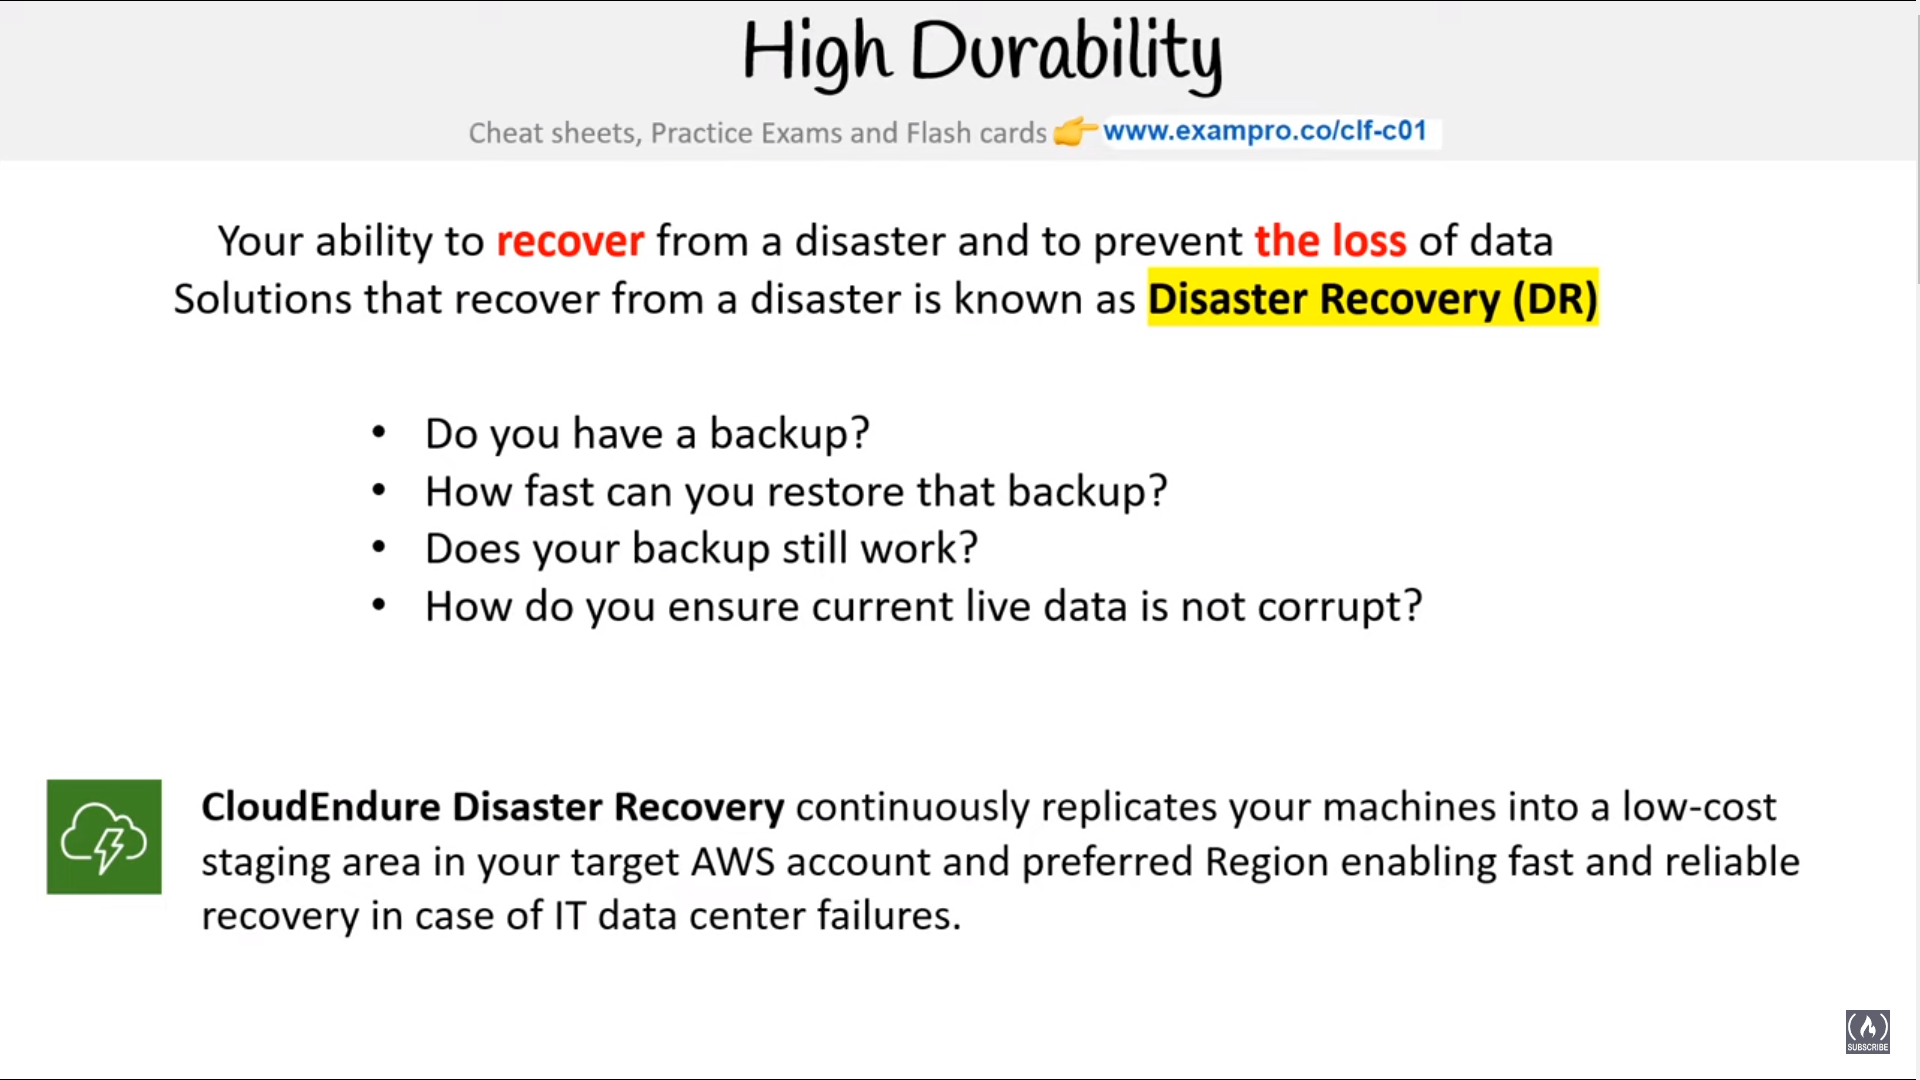 High Durability
Cheat sheets, Practice Exams and Flash cards 👉 www.exampro.co/clf-c01
Your ability to recover from a disaster and to prevent the loss of data
Solutions that recover from a disaster is known as Disaster Recovery (DR)
• Do you have a backup?
• How fast can you restore that backup?
• Does your backup still work?
• How do you ensure current live data is not corrupt?
CloudEndure Disaster Recovery continuously replicates your machines into a low-cost
staging area in your target AWS account and preferred Region enabling fast and reliable
recovery in case of IT data center failures.
SUBSCRIBE